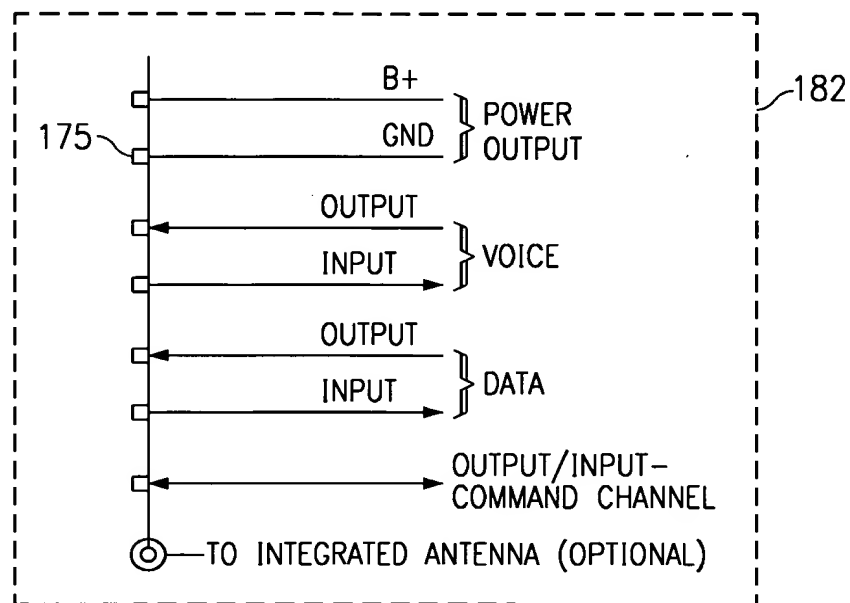 182
B+
175
GND
POWER
OUTPUT
OUTPUT
INPUT
VOICE
OUTPUT
INPUT
DATA
OUTPUT/INPUT-
COMMAND CHANNEL
TO INTEGRATED ANTENNA (OPTIONAL)